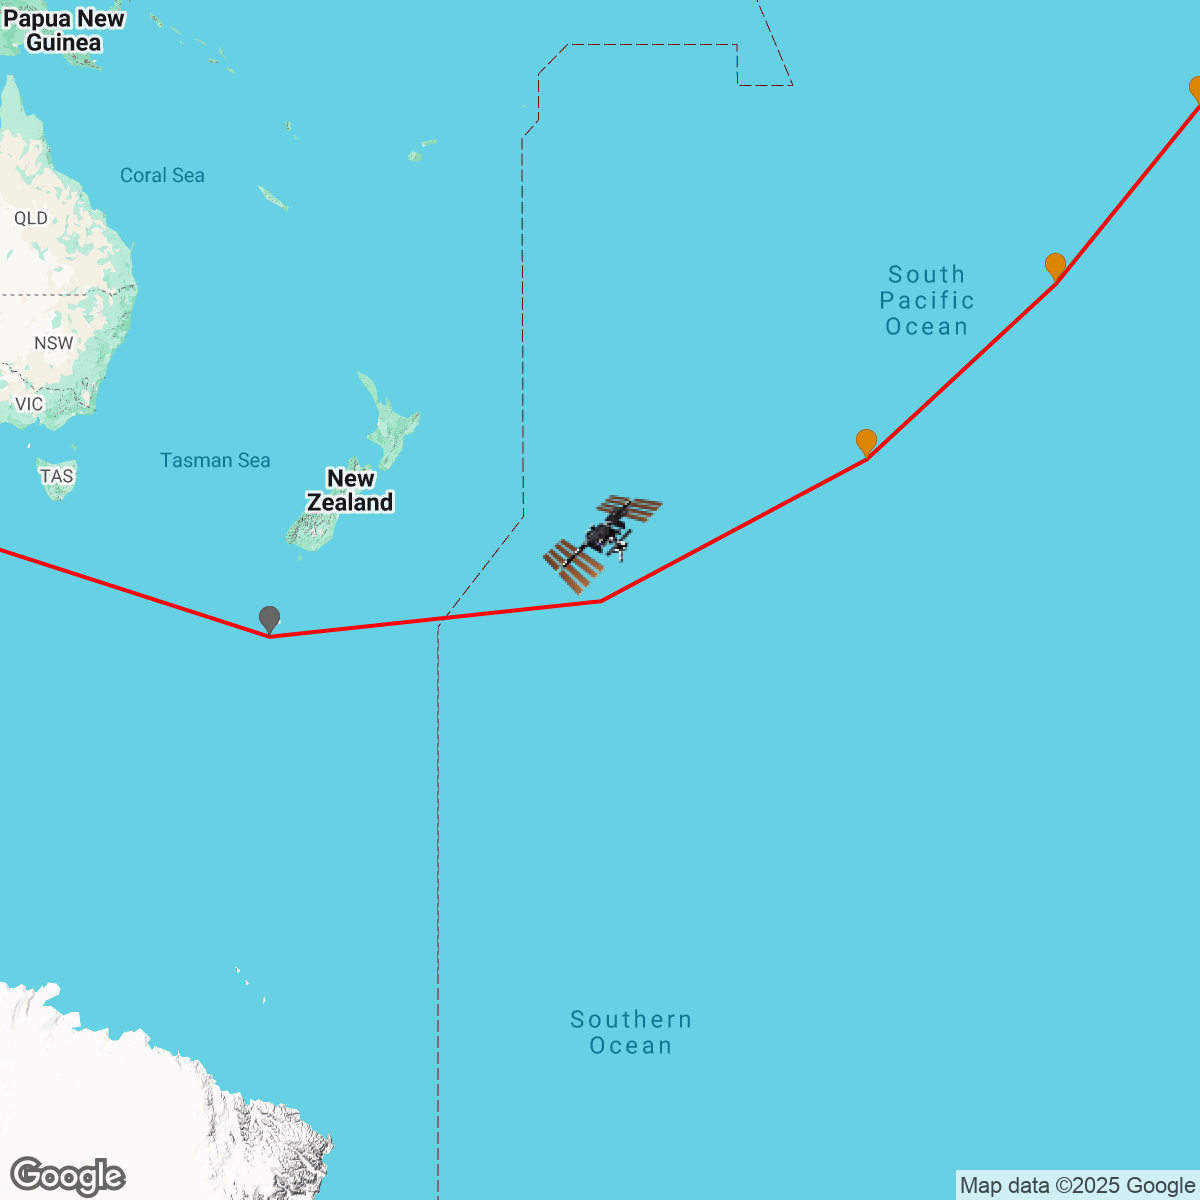 Papua New
Guinea
Coral Sea
QLD
South
Pacific
Ocean
NSW
VIC
Tasman Sea
TAS
New
Zealand
Southern
Ocean
Google
Map data ©2025 Google